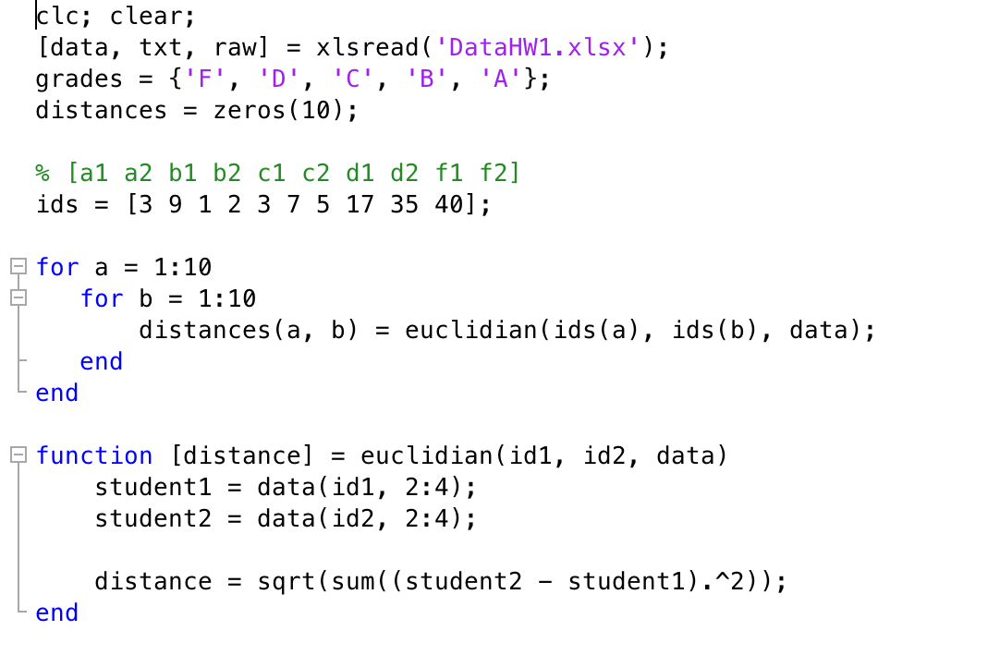 clc; clear;
[data, txt, raw] = xlsread('DataHW1.xlsx');
grades = {'F', 'D', 'C', 'B', 'A'};
distances = zeros(10);
% [a1 a2 b1 b2 c1 c2 d1 d2 f1 f2]
ids = [3 9 1 2 3 7 5 17 35 40];
for a = 1:10
for b = 1:10
distances(a, b) = euclidian(ids(a), ids(b), data);
end
end
function [distance] = euclidian(id1, id2, data)
student1 = data(id1, 2:4);
student2 = data(id2, 2:4);
distance = sqrt(sum((student2 - student1).^2));
end